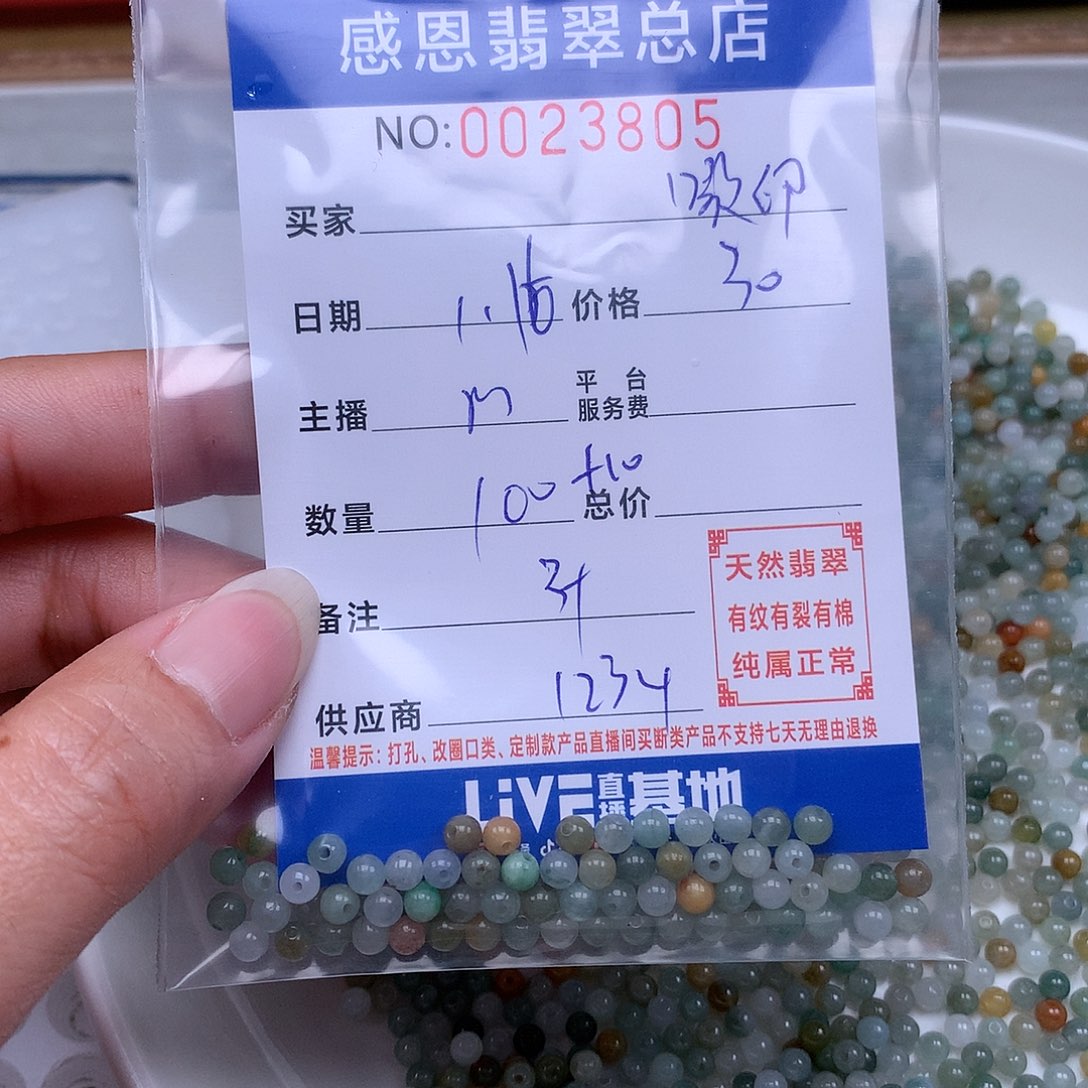 感恩翡翠总店
NO:0023805
买家
日期 价格 30
主播 M 平台服务费
数量 100 +10 总价
备注
供应商 1234
天然翡翠
有纹有裂有棉
纯属正常
温馨提示：打孔、改圈口类、定制款产品直播间买断类产品不支持七天无理由退换
LiVE直播基地